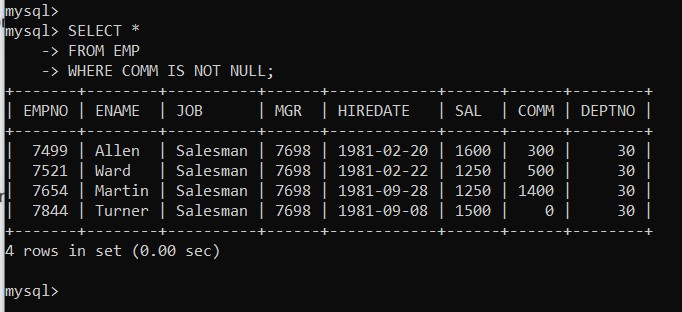 mysql>
mysql> SELECT *
    -> FROM EMP
    -> WHERE COMM IS NOT NULL;
+-------+--------+----------+------+------------+------+------+--------+
| EMPNO | ENAME  | JOB      | MGR  | HIREDATE   | SAL  | COMM | DEPTNO |
+-------+--------+----------+------+------------+------+------+--------+
|  7499 | Allen  | Salesman | 7698 | 1981-02-20 | 1600 |  300 |     30 |
|  7521 | Ward   | Salesman | 7698 | 1981-02-22 | 1250 |  500 |     30 |
|  7654 | Martin | Salesman | 7698 | 1981-09-28 | 1250 | 1400 |     30 |
|  7844 | Turner | Salesman | 7698 | 1981-09-08 | 1500 |    0 |     30 |
+-------+--------+----------+------+------------+------+------+--------+
4 rows in set (0.00 sec)

mysql>